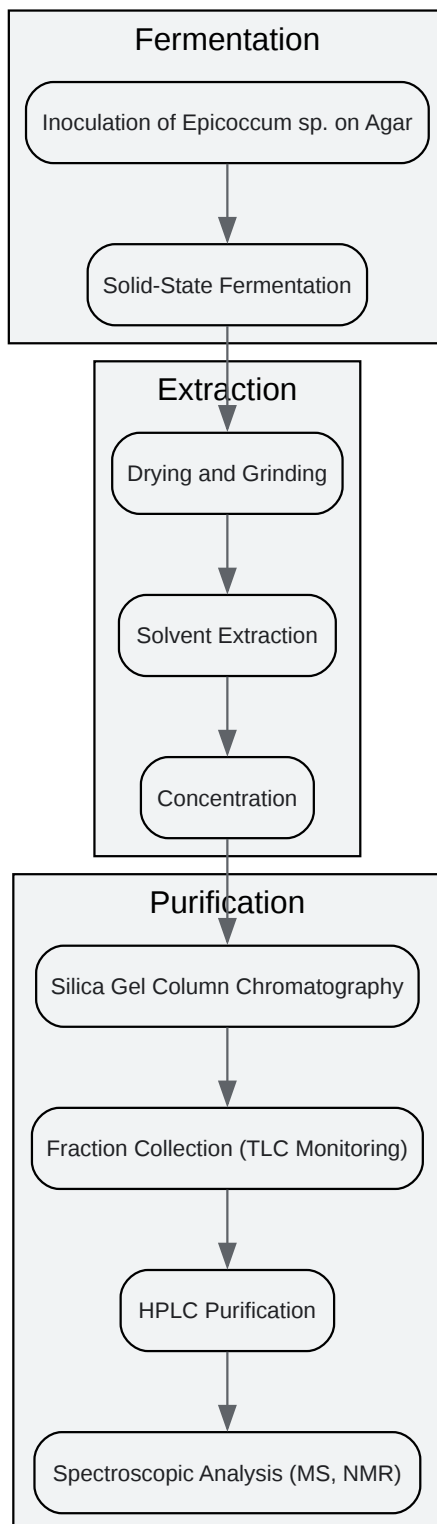 Fermentation
Inoculation of Epicoccum sp. on Agar
Solid-State Fermentation
Extraction
Drying and Grinding
Solvent Extraction
Concentration
Purification
Silica Gel Column Chromatography
Fraction Collection (TLC Monitoring)
HPLC Purification
Spectroscopic Analysis (MS, NMR)